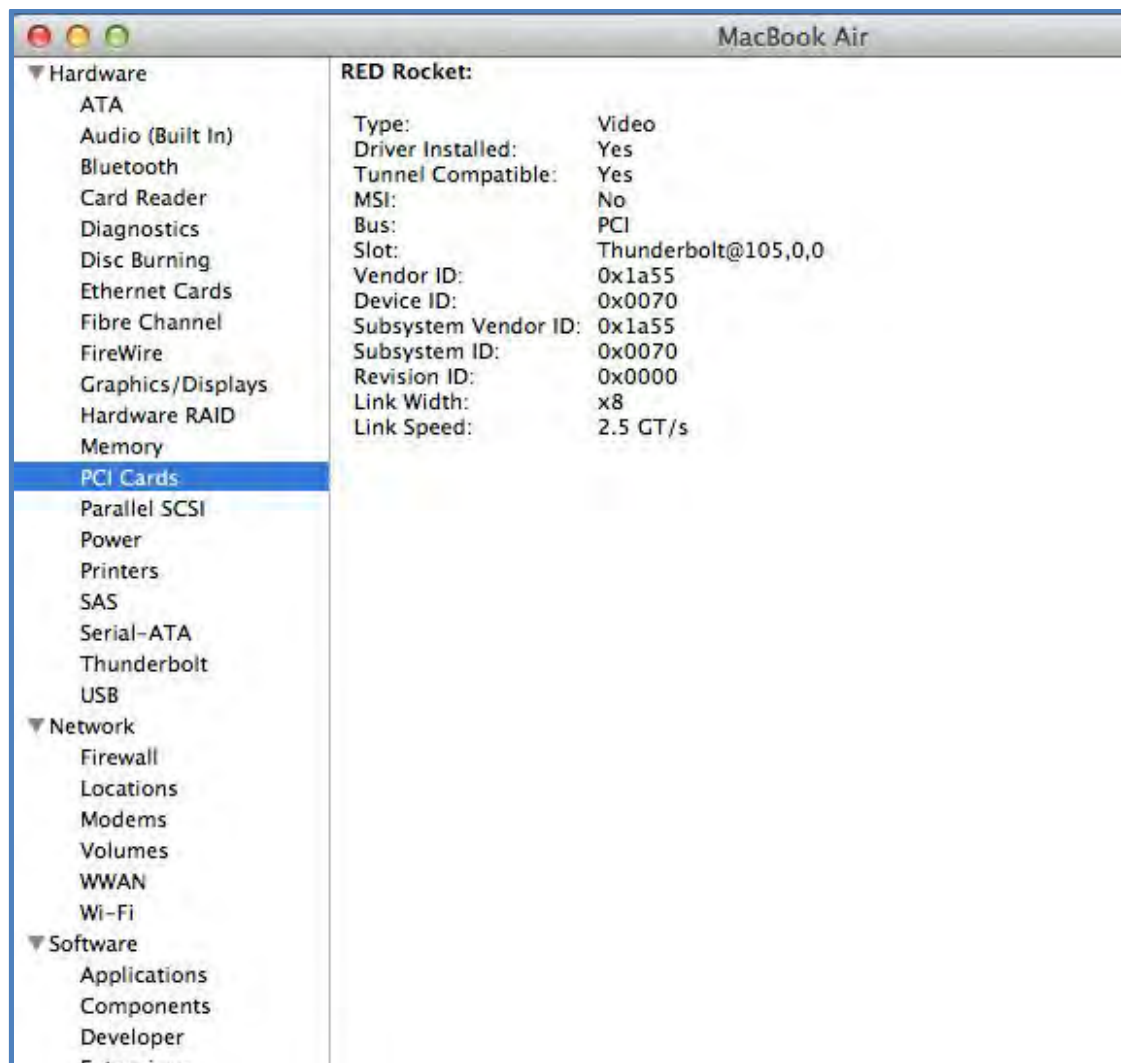 MacBook Air
Hardware
ATA
Audio (Built In)
Bluetooth
Card Reader
Diagnostics
Disc Burning
Ethernet Cards
Fibre Channel
FireWire
Graphics/Displays
Hardware RAID
Memory
PCI Cards
Parallel SCSI
Power
Printers
SAS
Serial-ATA
Thunderbolt
USB
Network
Firewall
Locations
Modems
Volumes
WWAN
Wi-Fi
Software
Applications
Components
Developer
RED Rocket:
Type: Video
Driver Installed: Yes
Tunnel Compatible: Yes
MSI: No
Bus: PCI
Slot: Thunderbolt@105,0,0
Vendor ID: 0x1a55
Device ID: 0x0070
Subsystem Vendor ID: 0x1a55
Subsystem ID: 0x0070
Revision ID: 0x0000
Link Width: x8
Link Speed: 2.5 GT/s